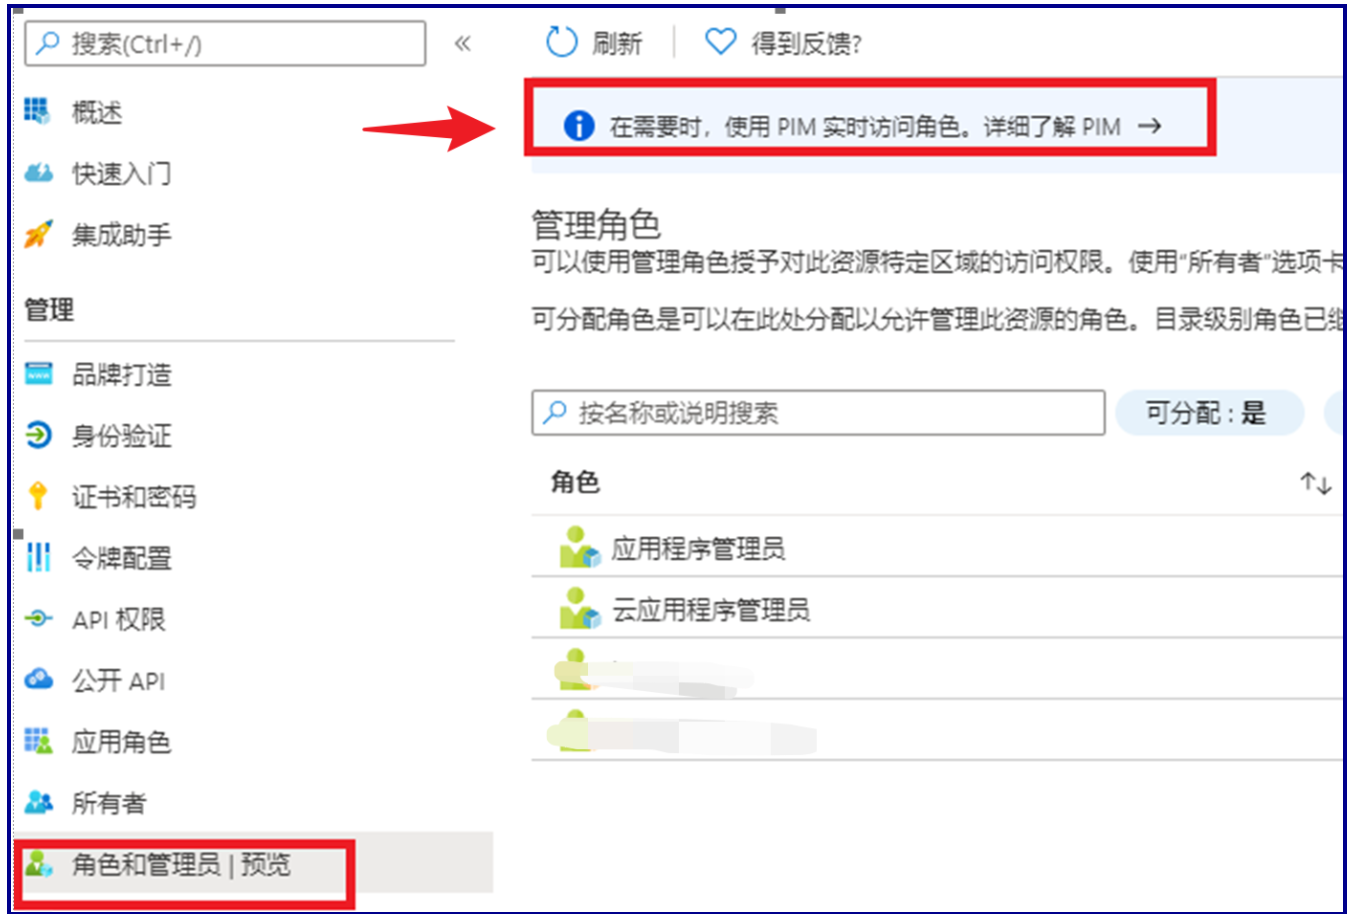 搜索(Ctrl+/)
«
概述
快速入门
集成助手
管理
品牌打造
身份验证
证书和密码
令牌配置
API 权限
公开 API
应用角色
所有者
角色和管理员 | 预览
刷新
得到反馈?
在需要时，使用 PIM 实时访问角色。详细了解 PIM →
管理角色
可以使用管理角色授予对此资源特定区域的访问权限。使用“所有者”选项卡
可分配角色是可以在此处分配以允许管理此资源的角色。目录级别角色已继
按名称或说明搜索
可分配 : 是
角色
应用程序管理员
云应用程序管理员